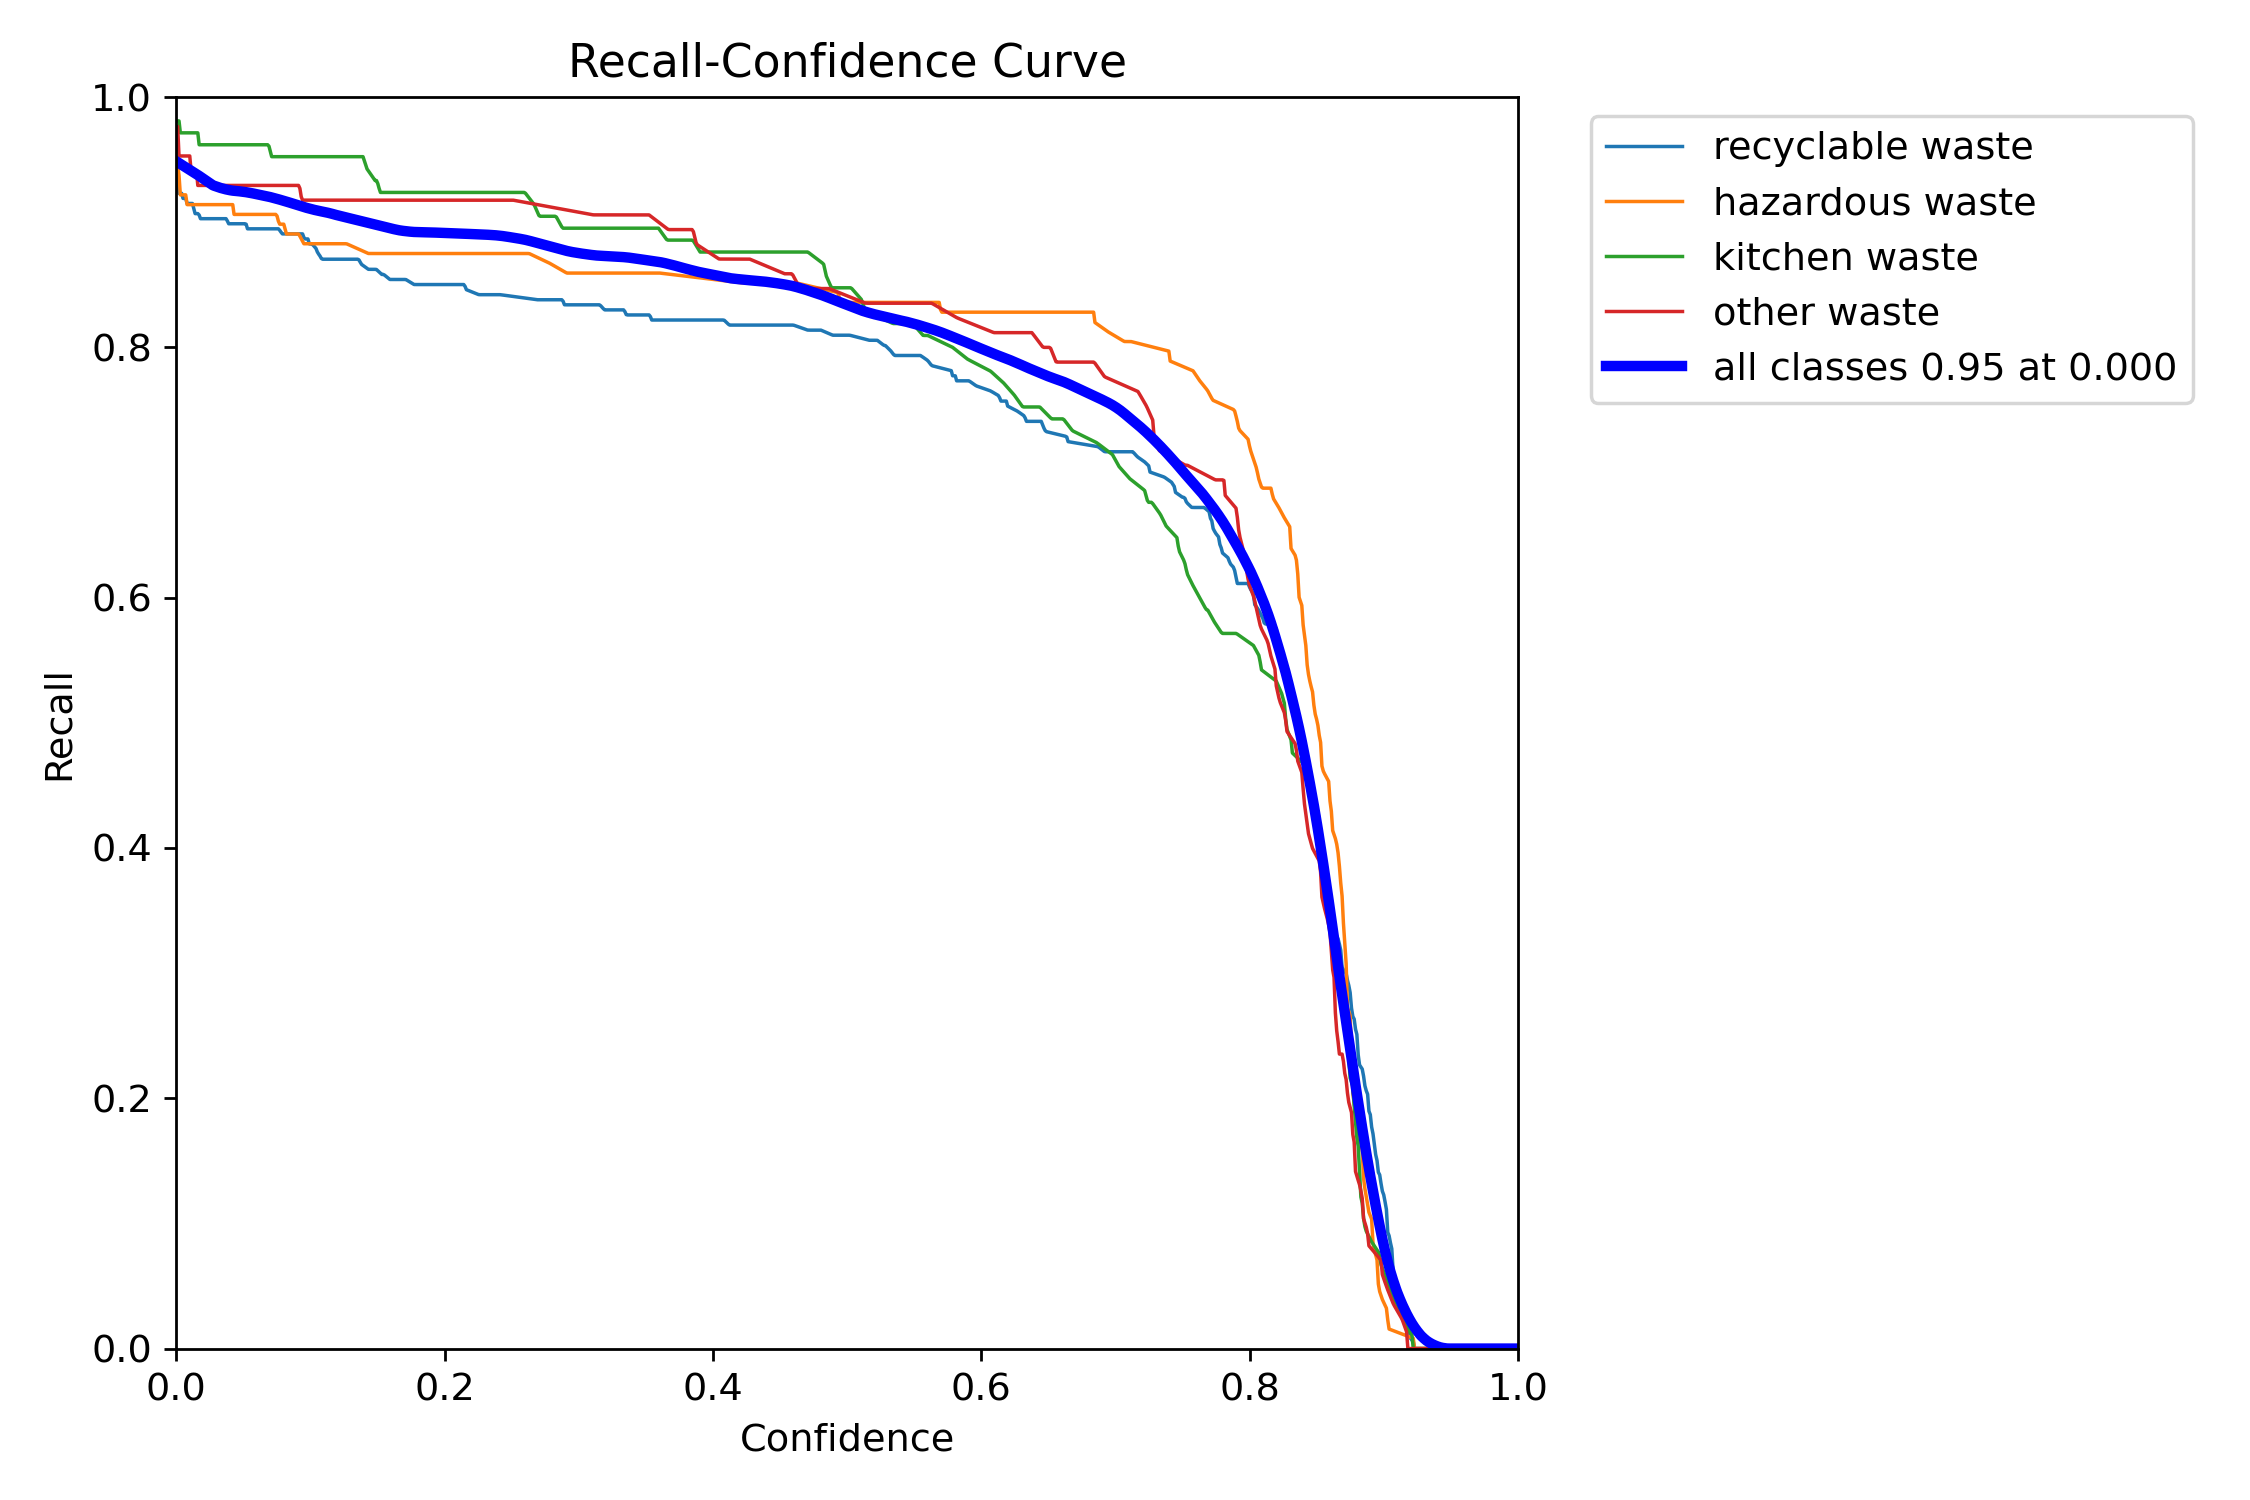 Recall-Confidence Curve
1.0
0.8
0.6
0.4
0.2
0.0
Recall
0.0 0.2 0.4 0.6 0.8 1.0
Confidence
recyclable waste
hazardous waste
kitchen waste
other waste
all classes 0.95 at 0.000